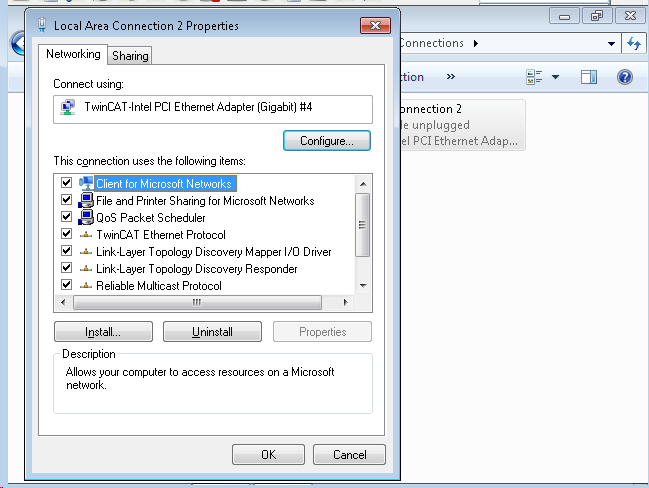 Local Area Connection 2 Properties
Networking
Sharing
Connect using:
TwinCAT-Intel PCI Ethernet Adapter (Gigabit) #4
Configure...
This connection uses the following items:
Client for Microsoft Networks
File and Printer Sharing for Microsoft Networks
QoS Packet Scheduler
TwinCAT Ethernet Protocol
Link-Layer Topology Discovery Mapper I/O Driver
Link-Layer Topology Discovery Responder
Reliable Multicast Protocol
Install...
Uninstall
Properties
Description
Allows your computer to access resources on a Microsoft
network.
OK
Cancel
Connections
ction
»
onnection 2
le unplugged
el PCI Ethernet Adap...